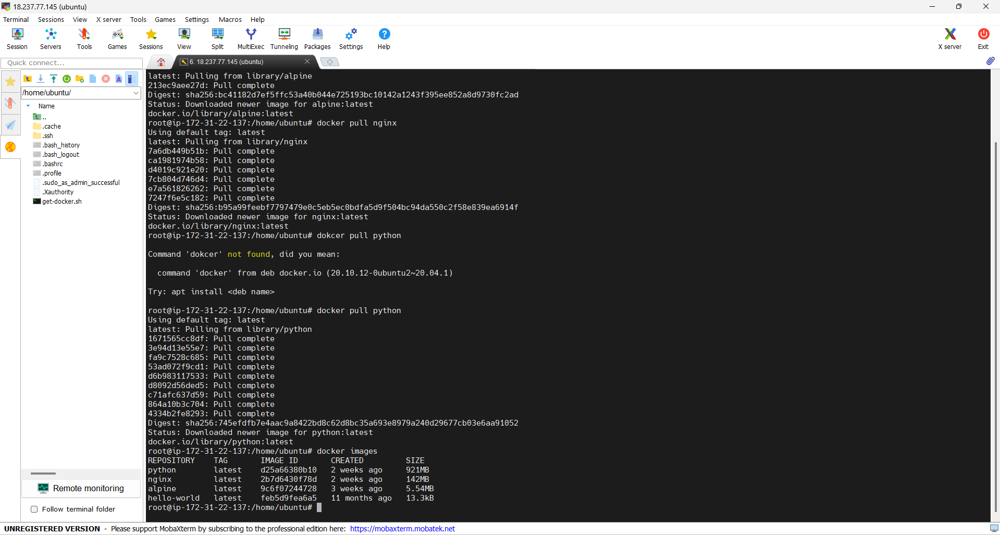 18.237.77.145 (ubuntu)
Terminal Sessions View X server Tools Games Settings Macros Help
Session Servers Tools Games Sessions View Split MultiExec Tunneling Packages Settings Help X server Exit
Quick connect...
6. 18.237.77.145 (ubuntu)
/home/ubuntu/
Name
..
.cache
.ssh
.bash_history
.bash_logout
.bashrc
.profile
.sudo_as_admin_successful
.Xauthority
get-docker.sh
Remote monitoring
Follow terminal folder
latest: Pulling from library/alpine
213ec9aee27d: Pull complete
Digest: sha256:bc41182d7ef5ffc53a40b044e725193bc10142a1243f395ee852a8d9730fc2ad
Status: Downloaded newer image for alpine:latest
docker.io/library/alpine:latest
root@ip-172-31-22-137:/home/ubuntu# docker pull nginx
Using default tag: latest
latest: Pulling from library/nginx
7a6db449b51b: Pull complete
ca1981974b58: Pull complete
d4019c921e20: Pull complete
7cb804d746d4: Pull complete
e7a561826262: Pull complete
7247f6e5c182: Pull complete
Digest: sha256:b95a99feebf7797479e0c5eb5ec0bdfa5d9f504bc94da550c2f58e839ea6914f
Status: Downloaded newer image for nginx:latest
docker.io/library/nginx:latest
root@ip-172-31-22-137:/home/ubuntu# dokcer pull python
Command 'dokcer' not found, did you mean:
command 'docker' from deb docker.io (20.10.12-0ubuntu2~20.04.1)
Try: apt install <deb name>
root@ip-172-31-22-137:/home/ubuntu# docker pull python
Using default tag: latest
latest: Pulling from library/python
1671565cc8df: Pull complete
3e94d13e55e7: Pull complete
fa9c7528c685: Pull complete
53ad072f9cd1: Pull complete
d6b983117533: Pull complete
d8092d56ded5: Pull complete
c71afc637d59: Pull complete
864a10b3c704: Pull complete
4334b2fe8293: Pull complete
Digest: sha256:745efdfb7e4aac9a8422bd8c62d8bc35a693e8979a240d29677cb03e6aa91052
Status: Downloaded newer image for python:latest
docker.io/library/python:latest
root@ip-172-31-22-137:/home/ubuntu# docker images
REPOSITORY TAG IMAGE ID CREATED SIZE
python latest d25a66380b10 2 weeks ago 921MB
nginx latest 2b7d6430f78d 2 weeks ago 142MB
alpine latest 9c6f07244728 3 weeks ago 5.54MB
hello-world latest feb5d9fea6a5 11 months ago 13.3kB
root@ip-172-31-22-137:/home/ubuntu#
UNREGISTERED VERSION - Please support MobaXterm by subscribing to the professional edition here: https://mobaxterm.mobatek.net